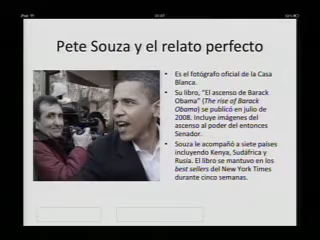 Pete Souza y el relato perfecto
• Es el fotógrafo oficial de la Casa
Blanca.
• Su libro, "El ascenso de Barack
Obama" (The rise of Barack
Obama) se publicó en julio de
2008. Incluye imágenes del
ascenso al poder del entonces
Senador.
• Souza le acompañó a siete países
incluyendo Kenya, Sudáfrica y
Rusia. El libro se mantuvo en los
best sellers del New York Times
durante cinco semanas.